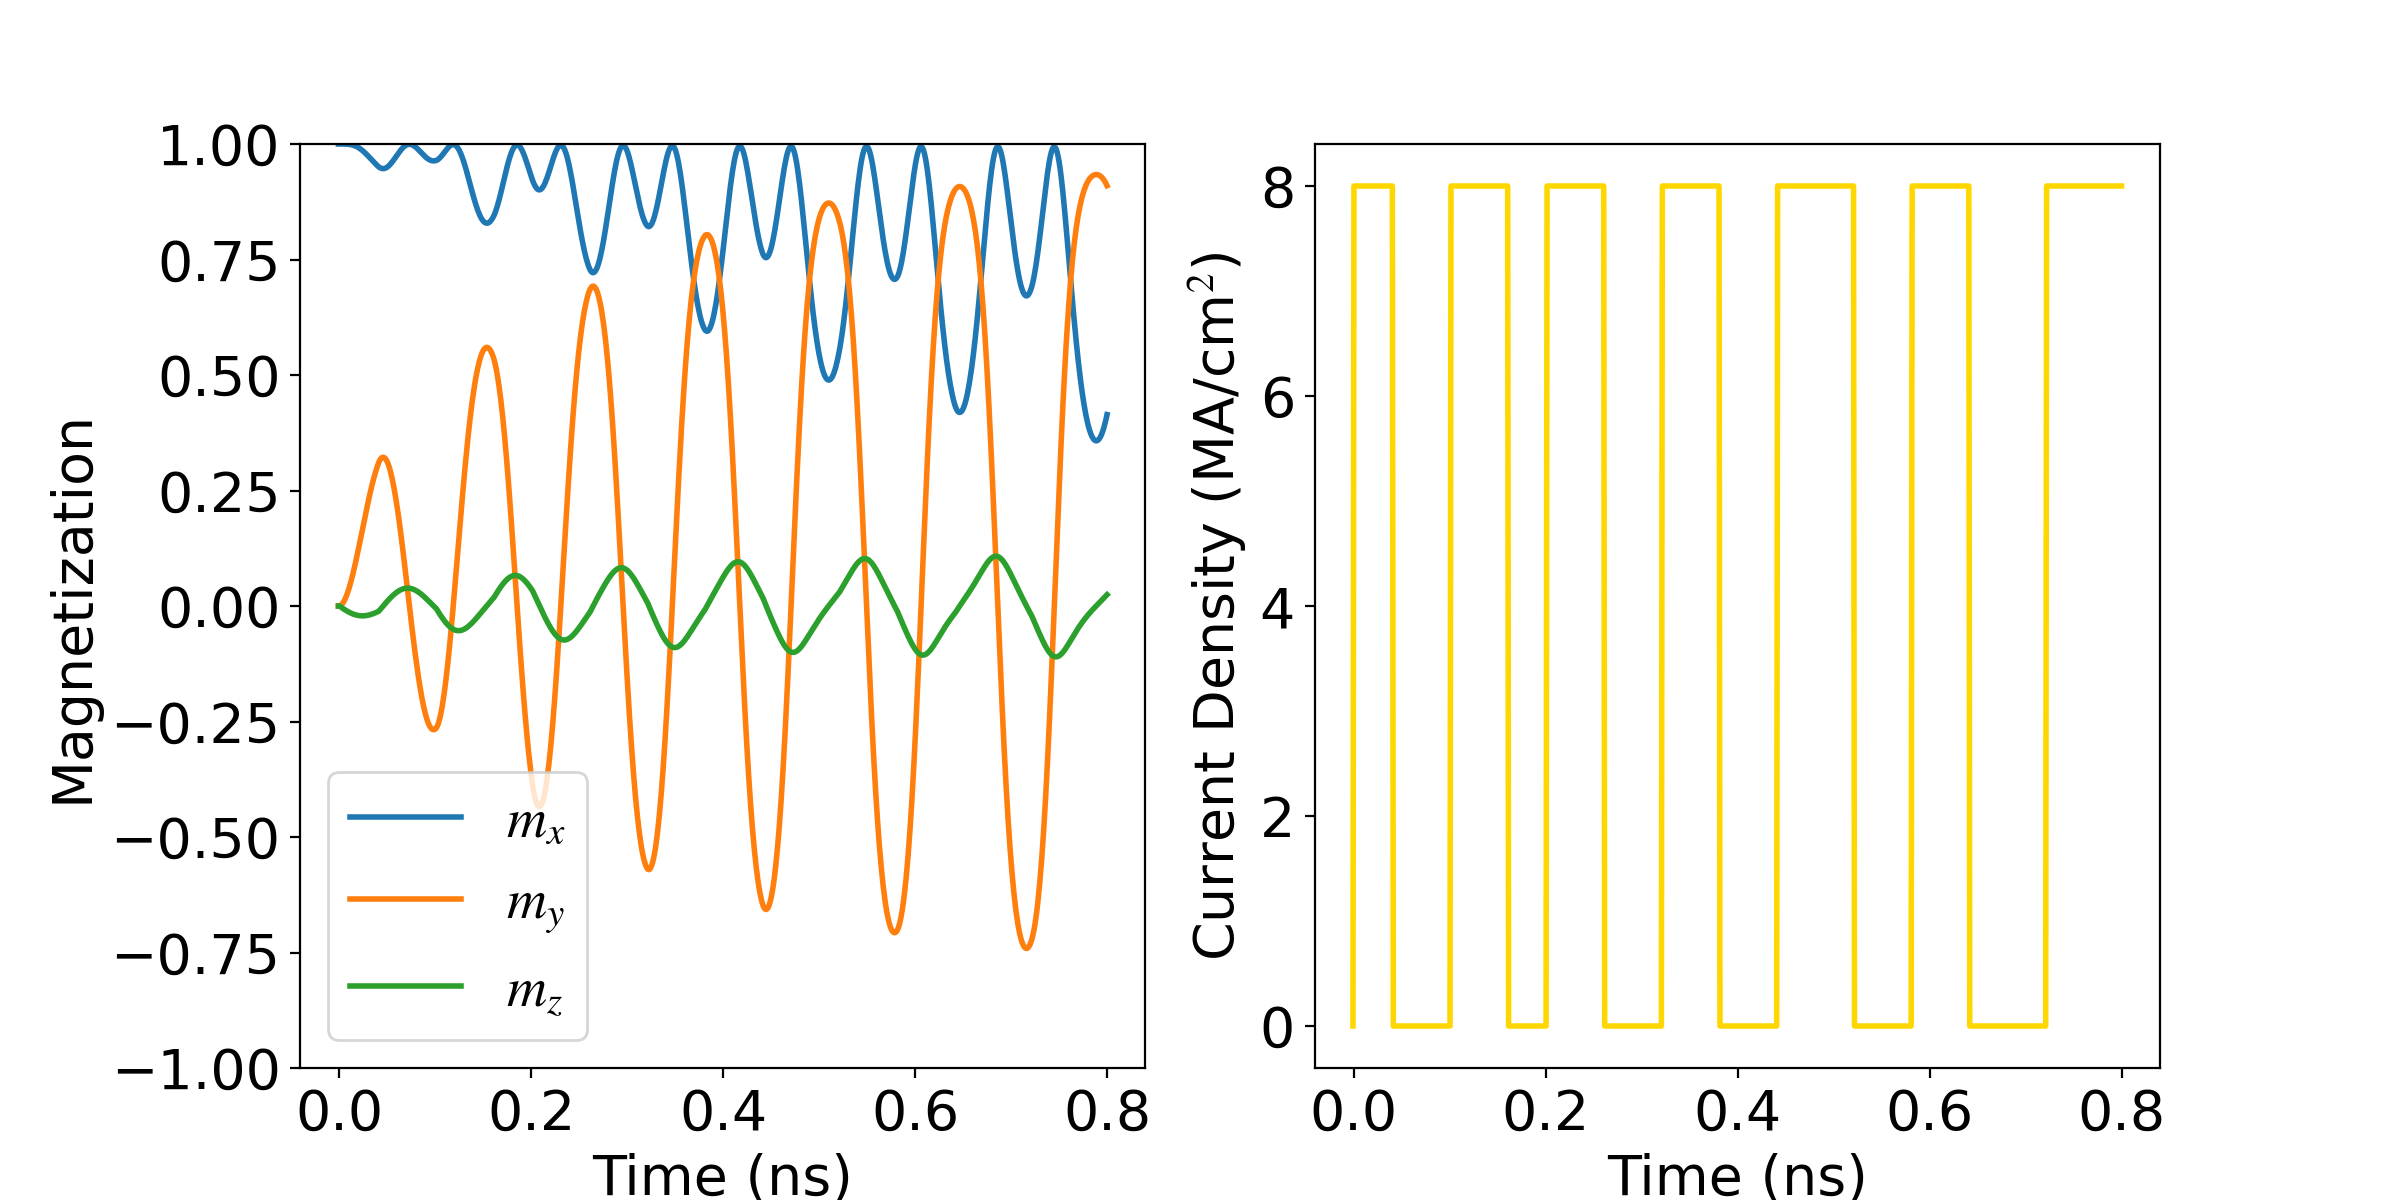 Magnetization
1.00
0.75
0.50
0.25
0.00
−0.25
−0.50
−0.75
−1.00
0.0 0.2 0.4 0.6 0.8
Time (ns)
m_x
m_y
m_z
Current Density (MA/cm²)
8
6
4
2
0
0.0 0.2 0.4 0.6 0.8
Time (ns)